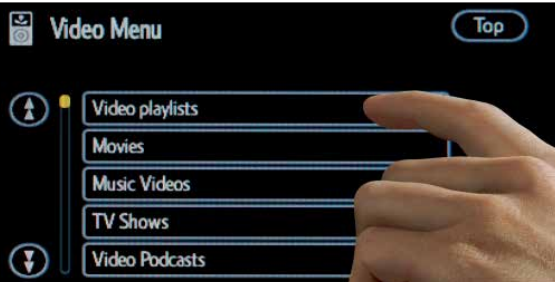 Video Menu
Top
Video playlists
Movies
Music Videos
TV Shows
Video Podcasts